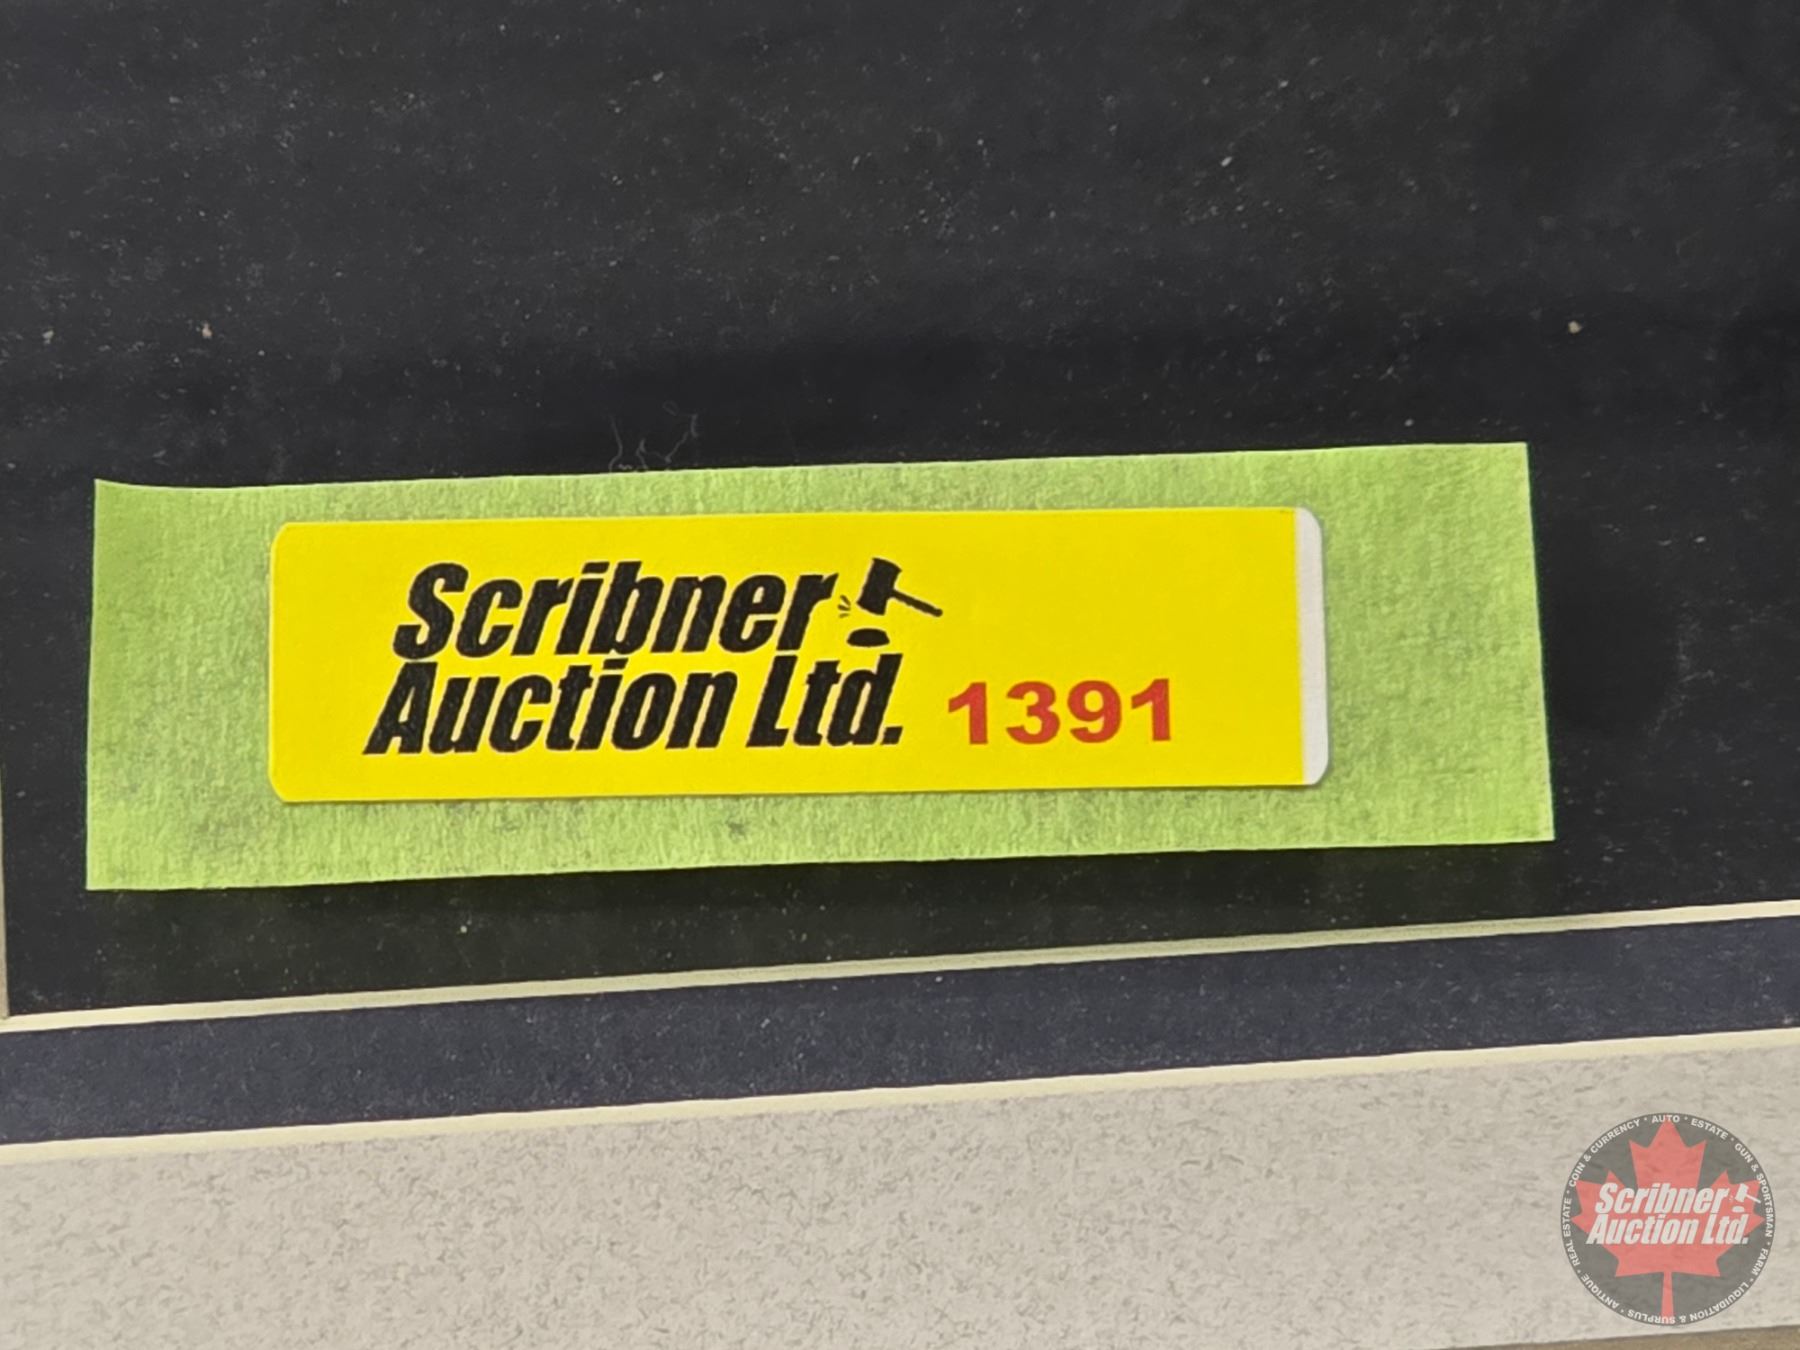 Scribner
Auction Ltd. 1391
COIN & CURRENCY · AUTO · ESTATE · GUN & SPORTSMAN · FARM · LIQUIDATION & SURPLUS · ANTIQUE · REAL ESTATE ·
Scribner
Auction Ltd.